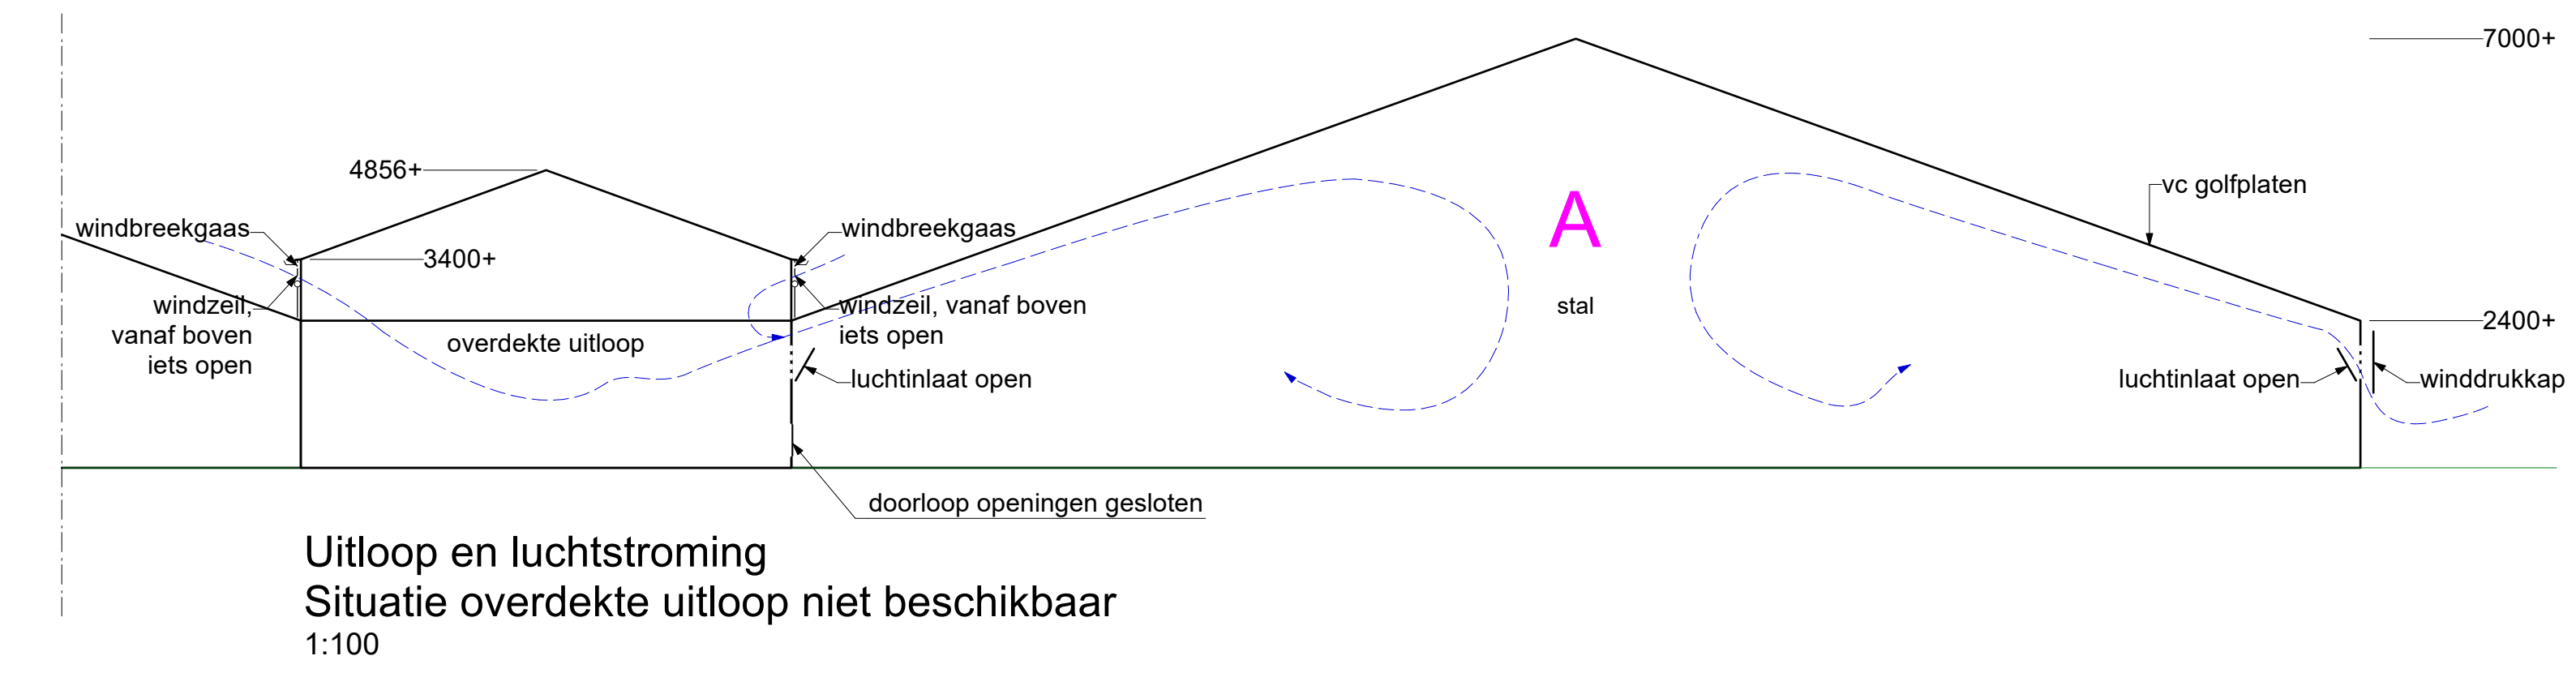 7000+
4856+
vc golfplaten
windbreekgaas
windbreekgaas
3400+
A
windzeil,
vanaf boven
iets open
windzeil, vanaf boven
iets open
stal
2400+
overdekte uitloop
luchtinlaat open
luchtinlaat open
winddrukkap
doorloop openingen gesloten
Uitloop en luchtstroming
Situatie overdekte uitloop niet beschikbaar
1:100